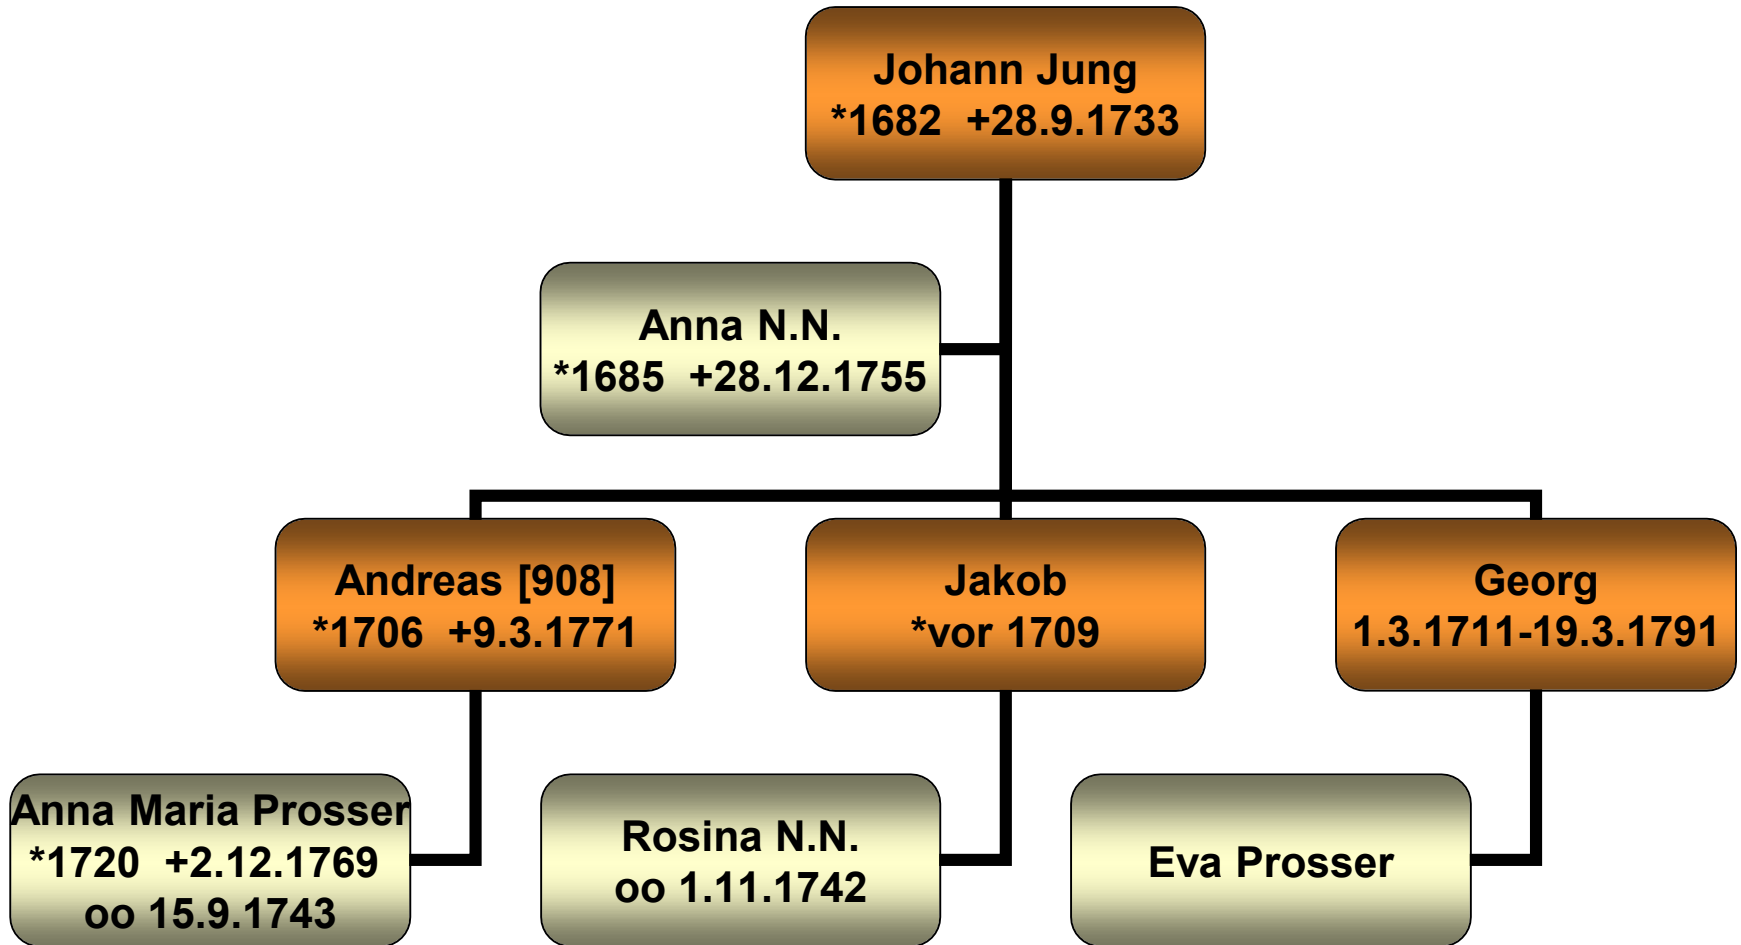 Johann Jung
*1682 +28.9.1733
Anna N.N.
*1685 +28.12.1755
Andreas [908]
*1706 +9.3.1771
Jakob
*vor 1709
Georg
1.3.1711-19.3.1791
Anna Maria Prosser
*1720 +2.12.1769
oo 15.9.1743
Rosina N.N.
oo 1.11.1742
Eva Prosser